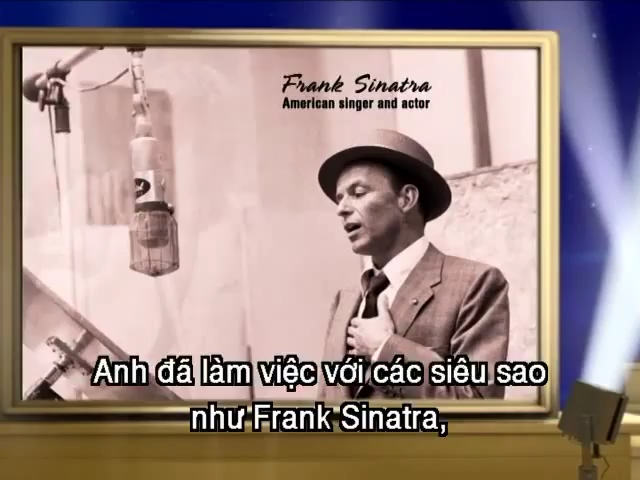 Frank Sinatra
American singer and actor
Anh đã làm việc với các siêu sao
như Frank Sinatra,